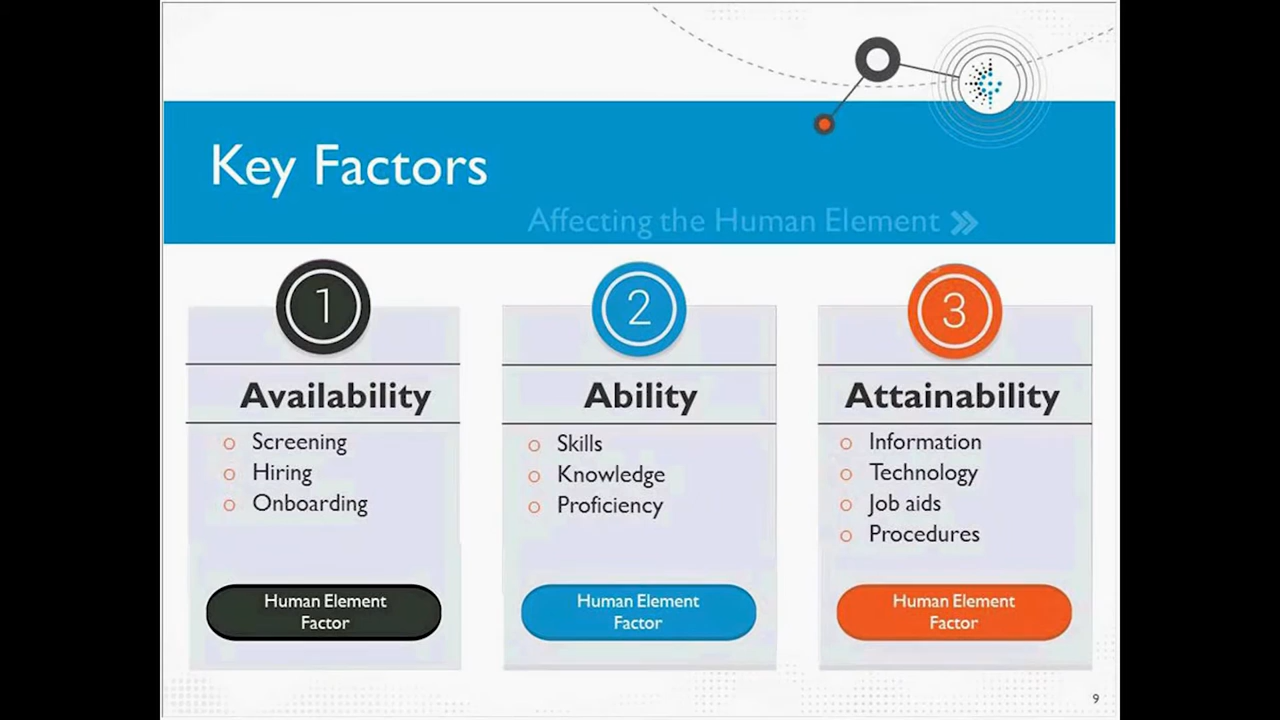 Key Factors
Affecting the Human Element
1
Availability
Screening
Hiring
Onboarding
Human Element
Factor
2
Ability
Skills
Knowledge
Proficiency
Human Element
Factor
3
Attainability
Information
Technology
Job aids
Procedures
Human Element
Factor
9